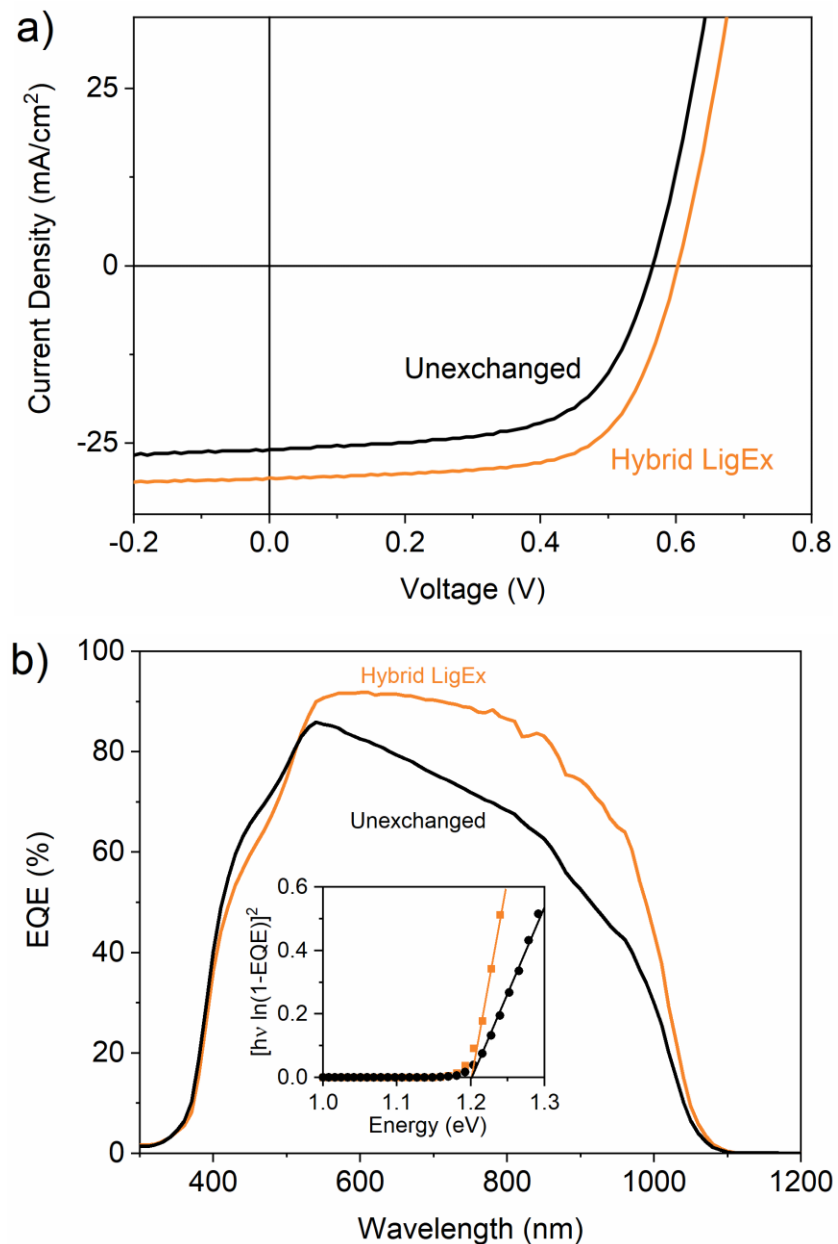 a)
Current Density (mA/cm²)
25
0
-25
Unexchanged
Hybrid LigEx
-0.2 0.0 0.2 0.4 0.6 0.8
Voltage (V)
b)
EQE (%)
100
80
60
40
20
0
Hybrid LigEx
Unexchanged
[hν ln(1-EQE)]²
0.6
0.4
0.2
0.0
1.0 1.1 1.2 1.3
Energy (eV)
400 600 800 1000 1200
Wavelength (nm)